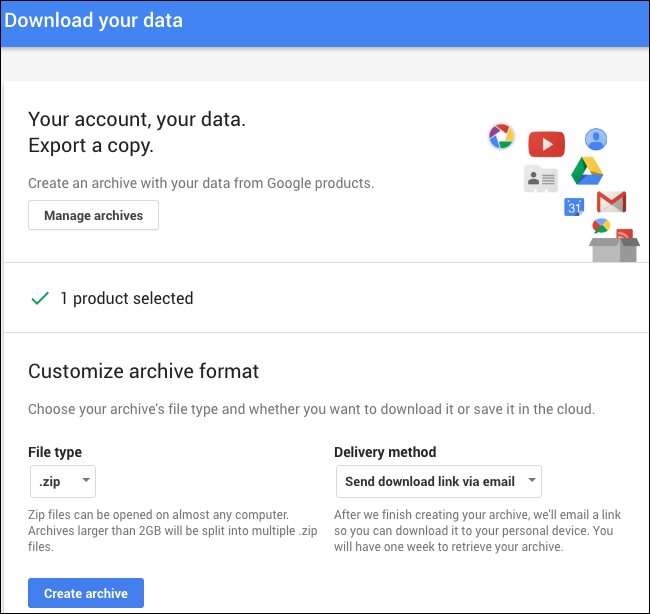 Download your data
Your account, your data.
Export a copy.
Create an archive with your data from Google products.
Manage archives
31
1 product selected
Customize archive format
Choose your archive's file type and whether you want to download it or save it in the cloud.
File type
.zip
Zip files can be opened on almost any computer.
Archives larger than 2GB will be split into multiple .zip
files.
Delivery method
Send download link via email
After we finish creating your archive, we'll email a link
so you can download it to your personal device. You
will have one week to retrieve your archive.
Create archive